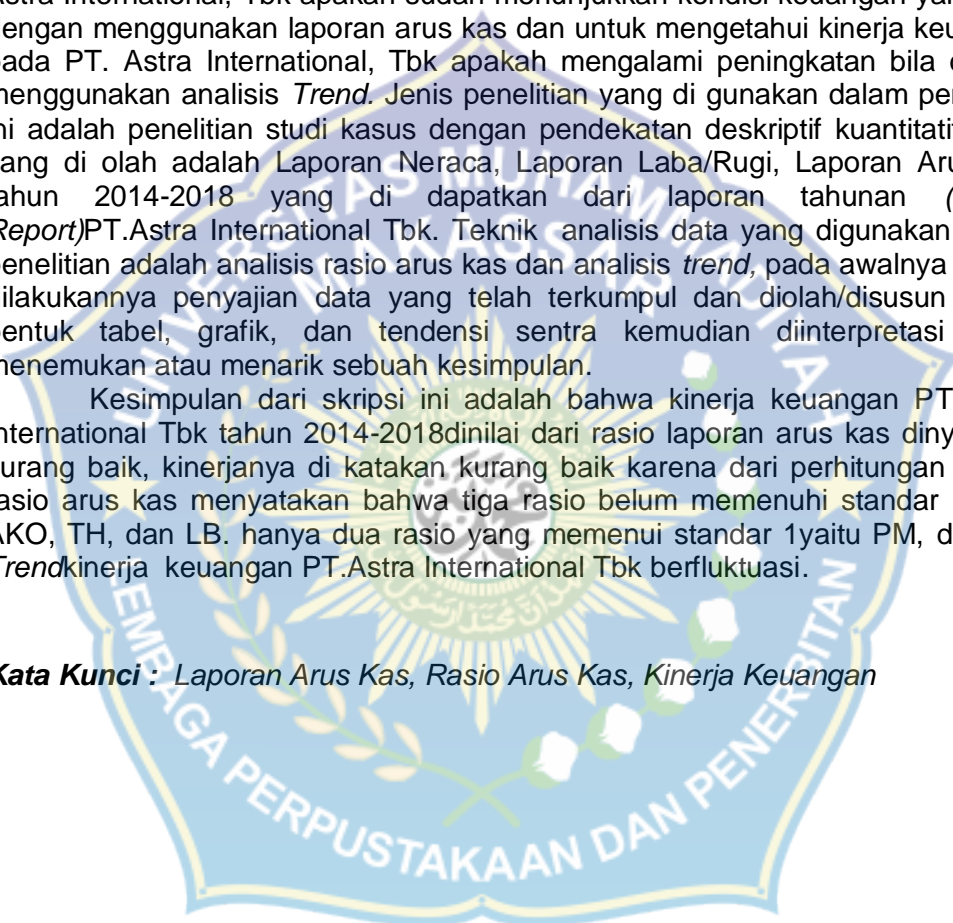 Astra International, Tbk apakah sudah menunjukkan kondisi keuangan
dengan menggunakan laporan arus kas dan untuk mengetahui kinerja
pada PT. Astra International, Tbk apakah mengalami peningkatan bila
menggunakan analisis Trend. Jenis penelitian yang di gunakan dalam
ini adalah penelitian studi kasus dengan pendekatan deskriptif
yang di olah adalah Laporan Neraca, Laporan Laba/Rugi, Laporan
tahun 2014-2018 yang di dapatkan dari laporan tahunan (
Report)PT.Astra International Tbk. Teknik analisis data yang digunakan
penelitian adalah analisis rasio arus kas dan analisis trend, pada awalnya
dilakukannya penyajian data yang telah terkumpul dan diolah/disusun
bentuk tabel, grafik, dan tendensi sentra kemudian diinterpretasi
menemukan atau menarik sebuah kesimpulan.
Kesimpulan dari skripsi ini adalah bahwa kinerja keuangan PT
International Tbk tahun 2014-2018dinilai dari rasio laporan arus kas
kurang baik, kinerjanya di katakan kurang baik karena dari perhitungan
rasio arus kas menyatakan bahwa tiga rasio belum memenuhi standar
AKO, TH, dan LB. hanya dua rasio yang memenui standar 1yaitu PM,
Trendkinerja keuangan PT.Astra International Tbk berfluktuasi.
Kata Kunci : Laporan Arus Kas, Rasio Arus Kas, Kinerja Keuangan
UNIVERSITAS MUHAMMADIYAH
MAKASSAR
LEMBAGA PERPUSTAKAAN DAN PENERBITAN